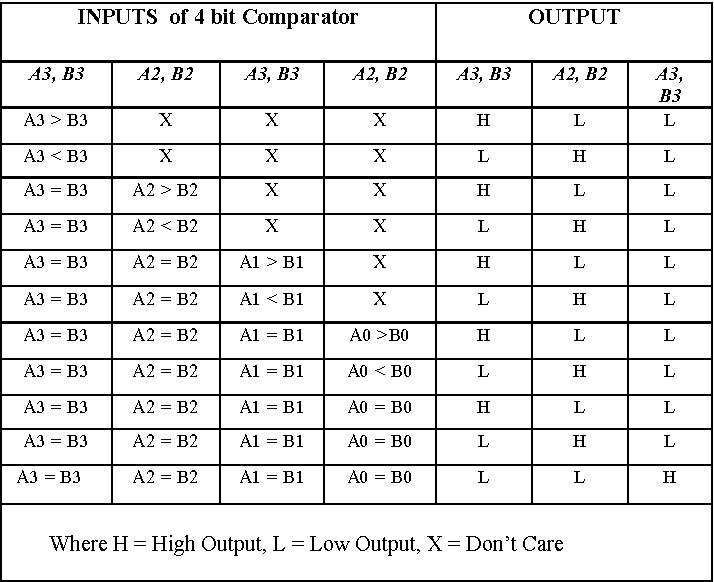 INPUTS of 4 bit Comparator OUTPUT
A3, B3 A2, B2 A3, B3 A2, B2 A3, B3 A2, B2 A3, B3
A3 > B3 X X X H L L
A3 < B3 X X X L H L
A3 = B3 A2 > B2 X X H L L
A3 = B3 A2 < B2 X X L H L
A3 = B3 A2 = B2 A1 > B1 X H L L
A3 = B3 A2 = B2 A1 < B1 X L H L
A3 = B3 A2 = B2 A1 = B1 A0 >B0 H L L
A3 = B3 A2 = B2 A1 = B1 A0 < B0 L H L
A3 = B3 A2 = B2 A1 = B1 A0 = B0 H L L
A3 = B3 A2 = B2 A1 = B1 A0 = B0 L H L
A3 = B3 A2 = B2 A1 = B1 A0 = B0 L L H
Where H = High Output, L = Low Output, X = Don’t Care